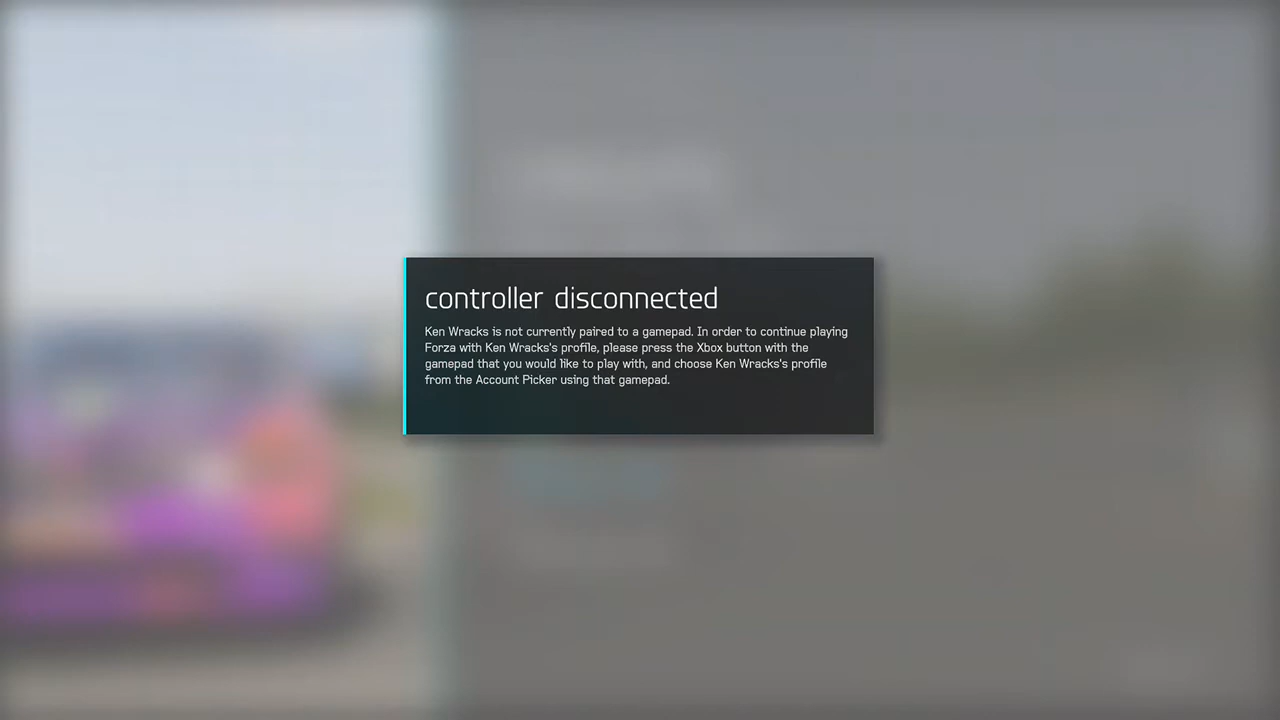 controller disconnected
Ken Wracks is not currently paired to a gamepad. In order to continue playing
Forza with Ken Wracks's profile, please press the Xbox button with the
gamepad that you would like to play with, and choose Ken Wracks's profile
from the Account Picker using that gamepad.